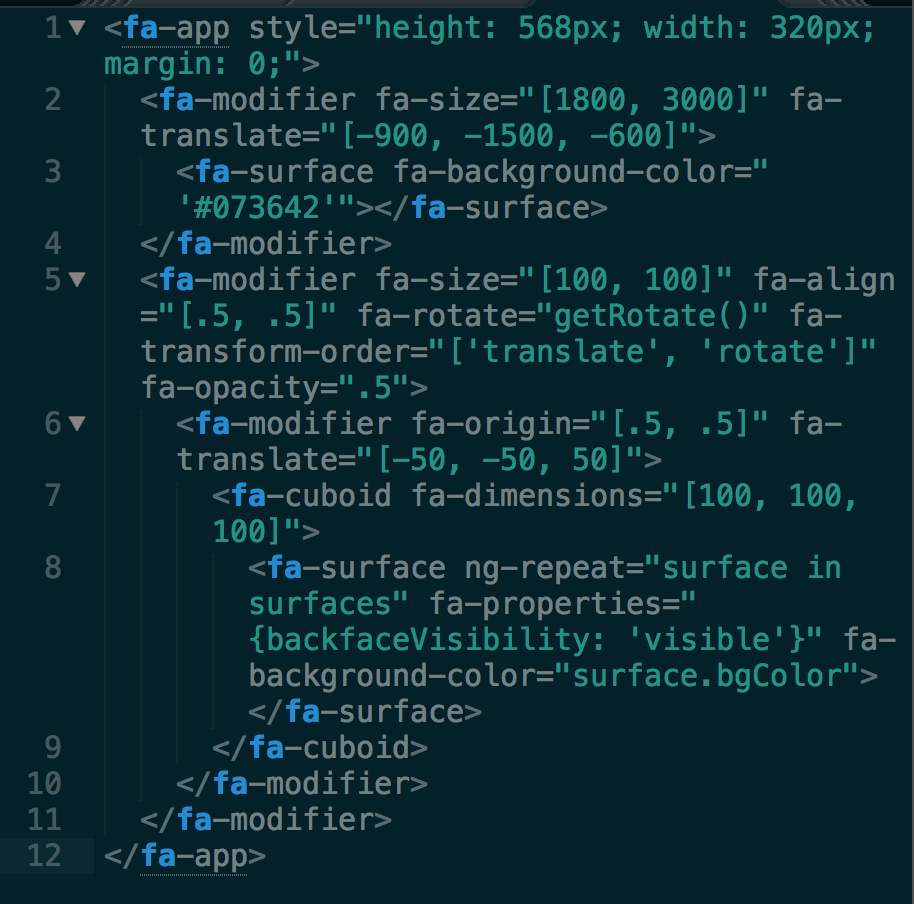 1 <fa-app style="height: 568px; width: 320px;
margin: 0;">
2 <fa-modifier fa-size="[1800, 3000]" fa-
translate="[-900, -1500, -600]">
3 <fa-surface fa-background-color="
'#073642'"></fa-surface>
4 </fa-modifier>
5 <fa-modifier fa-size="[100, 100]" fa-align
="[.5, .5]" fa-rotate="getRotate()" fa-
transform-order="['translate', 'rotate']"
fa-opacity=".5">
6 <fa-modifier fa-origin="[.5, .5]" fa-
translate="[-50, -50, 50]">
7 <fa-cuboid fa-dimensions="[100, 100,
100]">
8 <fa-surface ng-repeat="surface in
surfaces" fa-properties="
{backfaceVisibility: 'visible'}" fa-
background-color="surface.bgColor">
</fa-surface>
9 </fa-cuboid>
10 </fa-modifier>
11 </fa-modifier>
12 </fa-app>